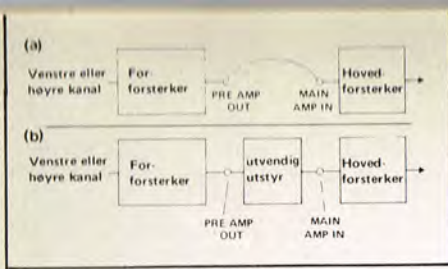 (a)
Venstre eller
høyre kanal
For-
forsterker
PRE AMP
OUT
MAIN
AMP IN
Hoved-
forsterker
(b)
Venstre eller
høyre kanal
For-
forsterker
PRE AMP
OUT
utvendig
utstyr
MAIN
AMP IN
Hoved-
forsterker